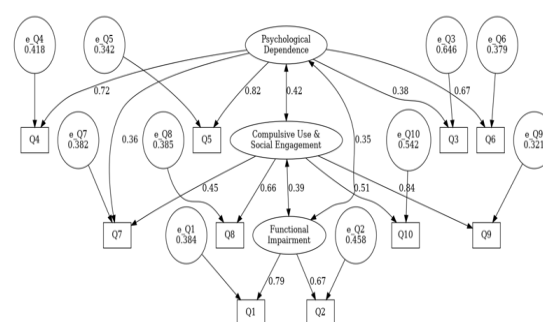 e_Q4
0.418
e_Q5
0.342
Psychological
Dependence
e_Q3
0.646
e_Q6
0.379
0.72
0.82
0.42
0.38
0.67
Q4
e_Q7
0.382
0.36
e_Q8
0.385
Q5
Compulsive Use &
Social Engagement
0.35
e_Q10
0.542
Q3
Q6
e_Q9
0.321
0.45
0.66
0.39
0.51
0.84
Q7
e_Q1
0.384
Q8
Functional
Impairment
e_Q2
0.458
Q10
Q9
0.79
0.67
Q1
Q2